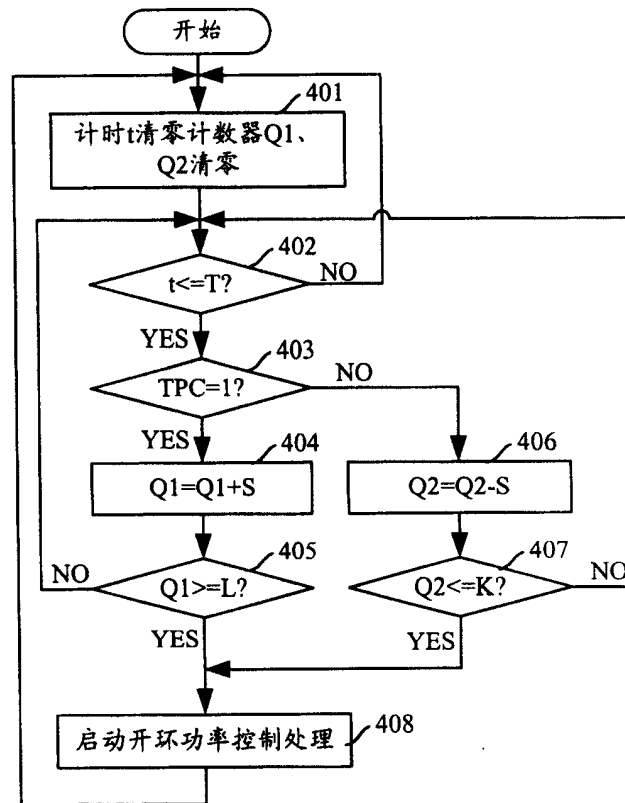 开始
401
计时t清零计数器Q1、
Q2清零
402
t<=T?
NO
YES
403
TPC=1?
NO
YES
404
Q1=Q1+S
406
Q2=Q2-S
405
Q1>=L?
NO
YES
407
Q2<=K?
NO
YES
启动开环功率控制处理
408